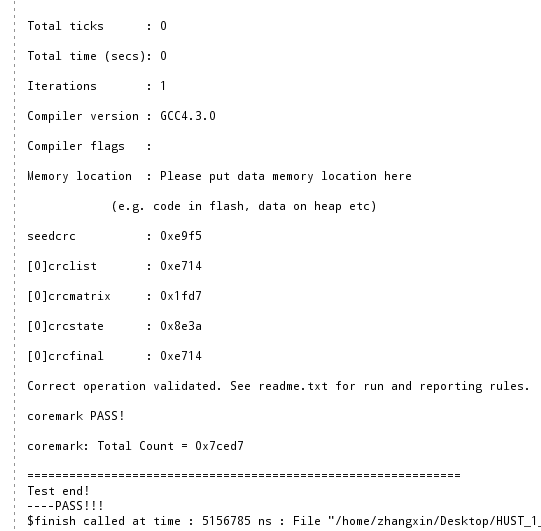 Total ticks      : 0
Total time (secs): 0
Iterations       : 1
Compiler version : GCC4.3.0
Compiler flags   :
Memory location  : Please put data memory location here
            (e.g. code in flash, data on heap etc)
seedcrc          : 0xe9f5
[0]crclist       : 0xe714
[0]crcmatrix     : 0x1fd7
[0]crcstate      : 0x8e3a
[0]crcfinal      : 0xe714
Correct operation validated. See readme.txt for run and reporting rules.
coremark PASS!
coremark: Total Count = 0x7ced7
==============================================================
Test end!
----PASS!!!
$finish called at time : 5156785 ns : File "/home/zhangxin/Desktop/HUST_1_